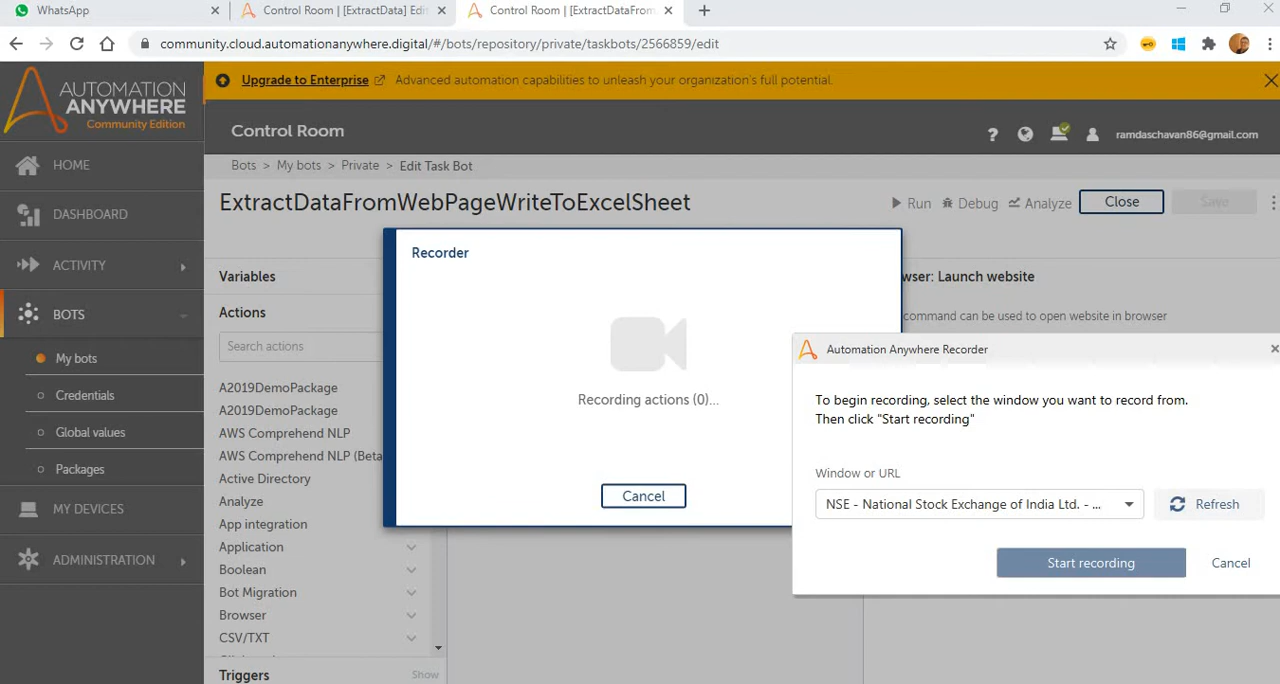 WhatsApp
Control Room | [ExtractData] Edi
Control Room | [ExtractDataFrom
community.cloud.automationanywhere.digital/#/bots/repository/private/taskbots/2566859/edit
AUTOMATION
ANYWHERE
Community Edition
Upgrade to Enterprise Advanced automation capabilities to unleash your organization's full potential.
Control Room
ramdaschavan86@gmail.com
HOME
DASHBOARD
ACTIVITY
BOTS
My bots
Credentials
Global values
Packages
MY DEVICES
ADMINISTRATION
Bots > My bots > Private > Edit Task Bot
ExtractDataFromWebPageWriteToExcelSheet
Run Debug Analyze Close Save
Variables
Actions
Search actions
A2019DemoPackage
A2019DemoPackage
AWS Comprehend NLP
AWS Comprehend NLP (Beta
Active Directory
Analyze
App integration
Application
Boolean
Bot Migration
Browser
CSV/TXT
Triggers Show
Recorder
Recording actions (0)...
Cancel
wser: Launch website
command can be used to open website in browser
Automation Anywhere Recorder
To begin recording, select the window you want to record from.
Then click "Start recording"
Window or URL
NSE - National Stock Exchange of India Ltd. - ...
Refresh
Start recording Cancel